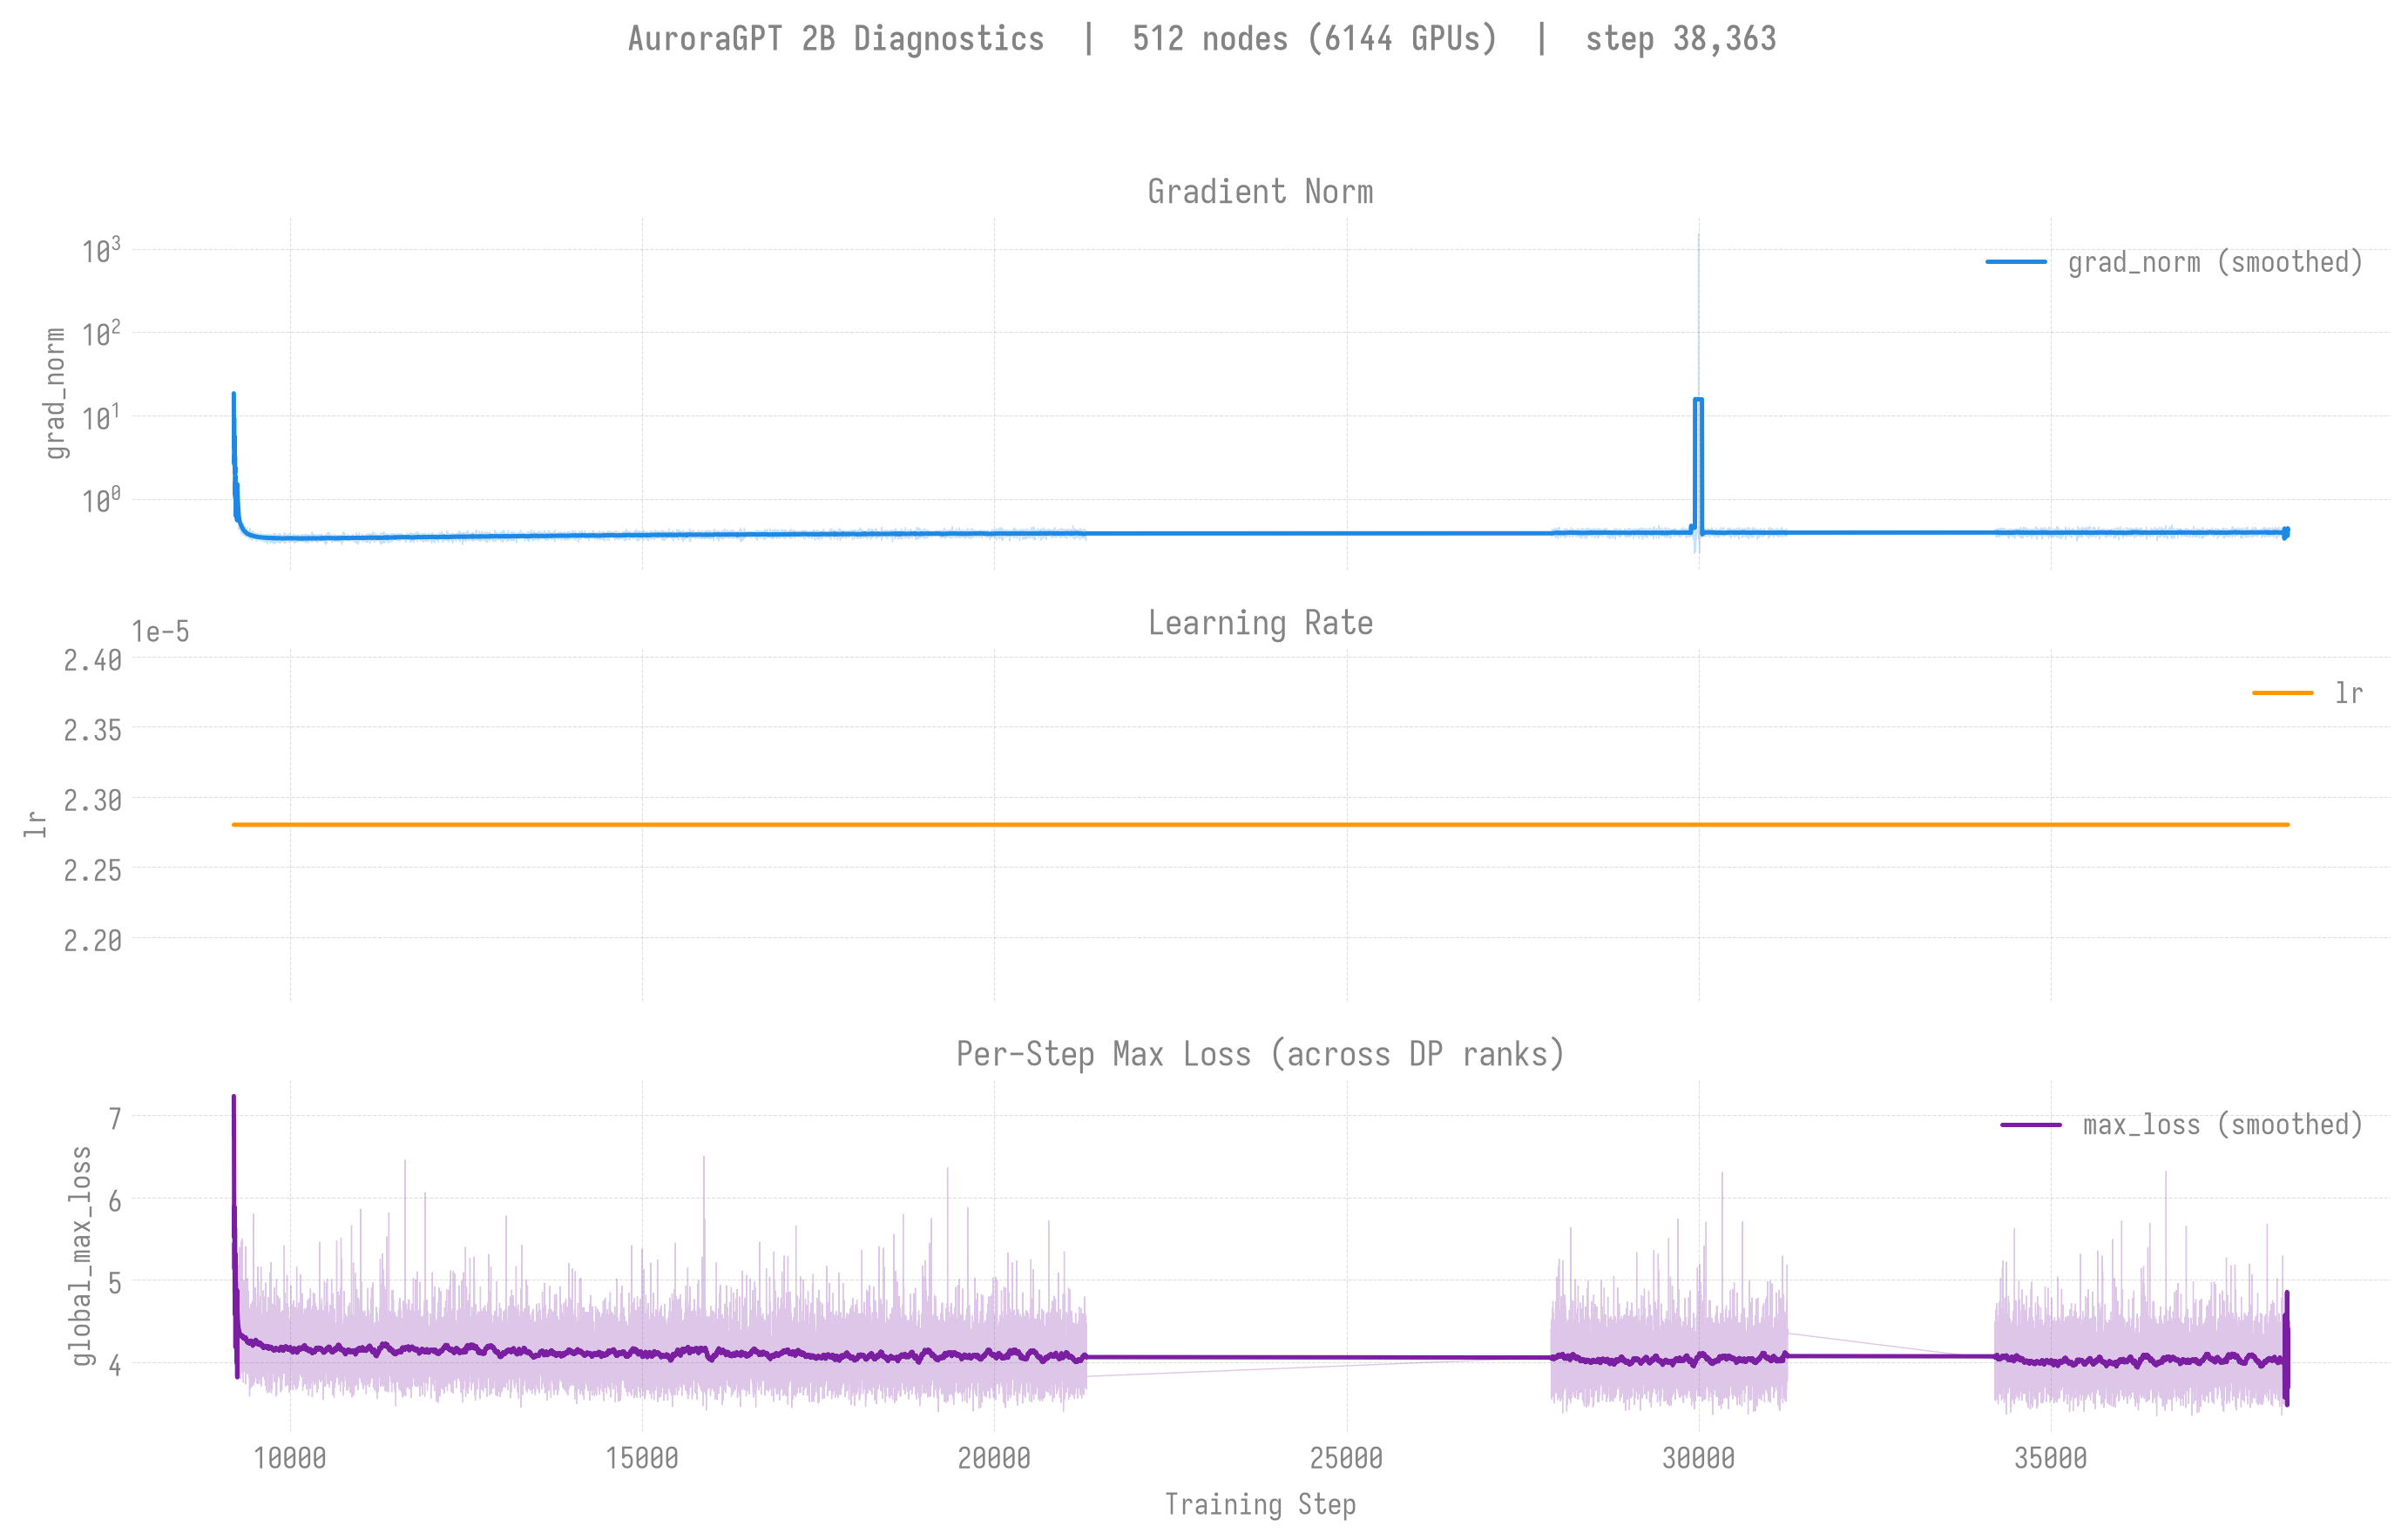 AuroraGPT 2B Diagnostics | 512 nodes (6144 GPUs) | step 38,363
Gradient Norm
grad_norm
10³
10²
10¹
10⁰
grad_norm (smoothed)
Learning Rate
1e-5
lr
2.40
2.35
2.30
2.25
2.20
lr
Per-Step Max Loss (across DP ranks)
global_max_loss
7
6
5
4
max_loss (smoothed)
10000 15000 20000 25000 30000 35000
Training Step